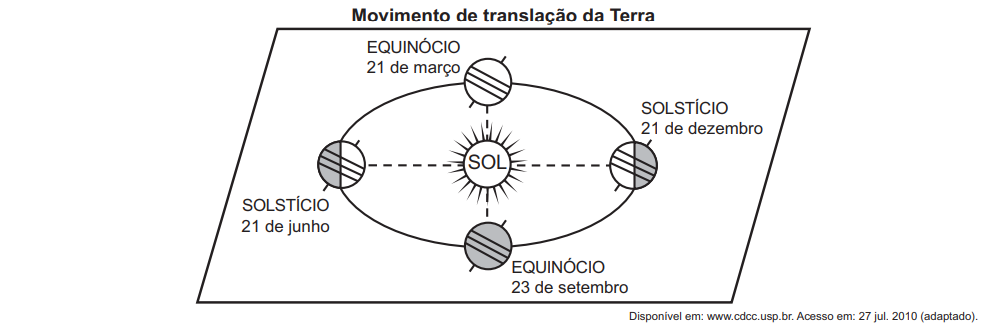 Movimento de translação da Terra
EQUINÓCIO
21 de março
SOLSTÍCIO
21 de dezembro
SOL
SOLSTÍCIO
21 de junho
EQUINÓCIO
23 de setembro
Disponível em: www.cdcc.usp.br. Acesso em: 27 jul. 2010 (adaptado).